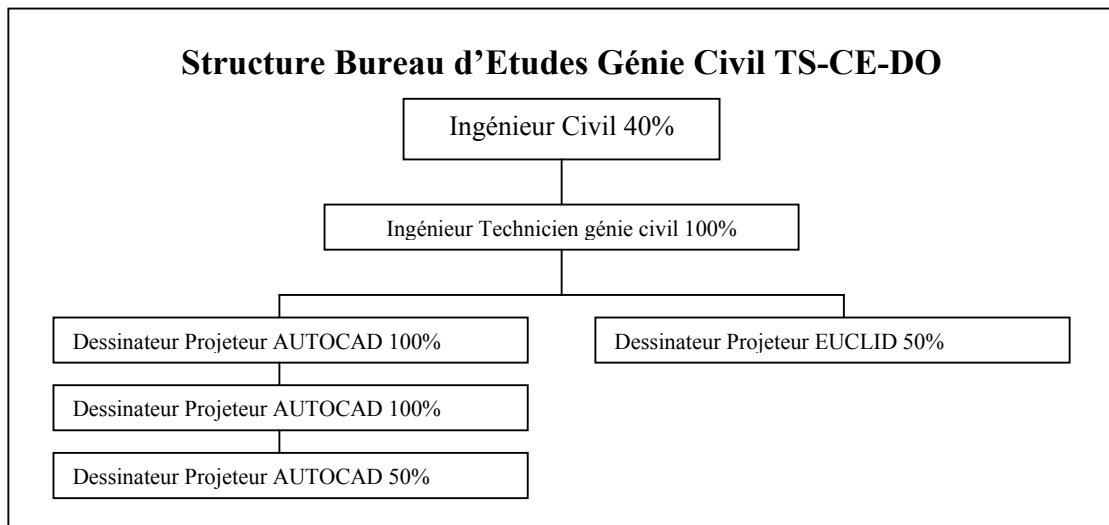 Structure Bureau d'Etudes Génie Civil TS-CE-DO
Ingénieur Civil 40%
Ingénieur Technicien génie civil 100%
Dessinateur Projeteur AUTOCAD 100%
Dessinateur Projeteur EUCLID 50%
Dessinateur Projeteur AUTOCAD 100%
Dessinateur Projeteur AUTOCAD 50%